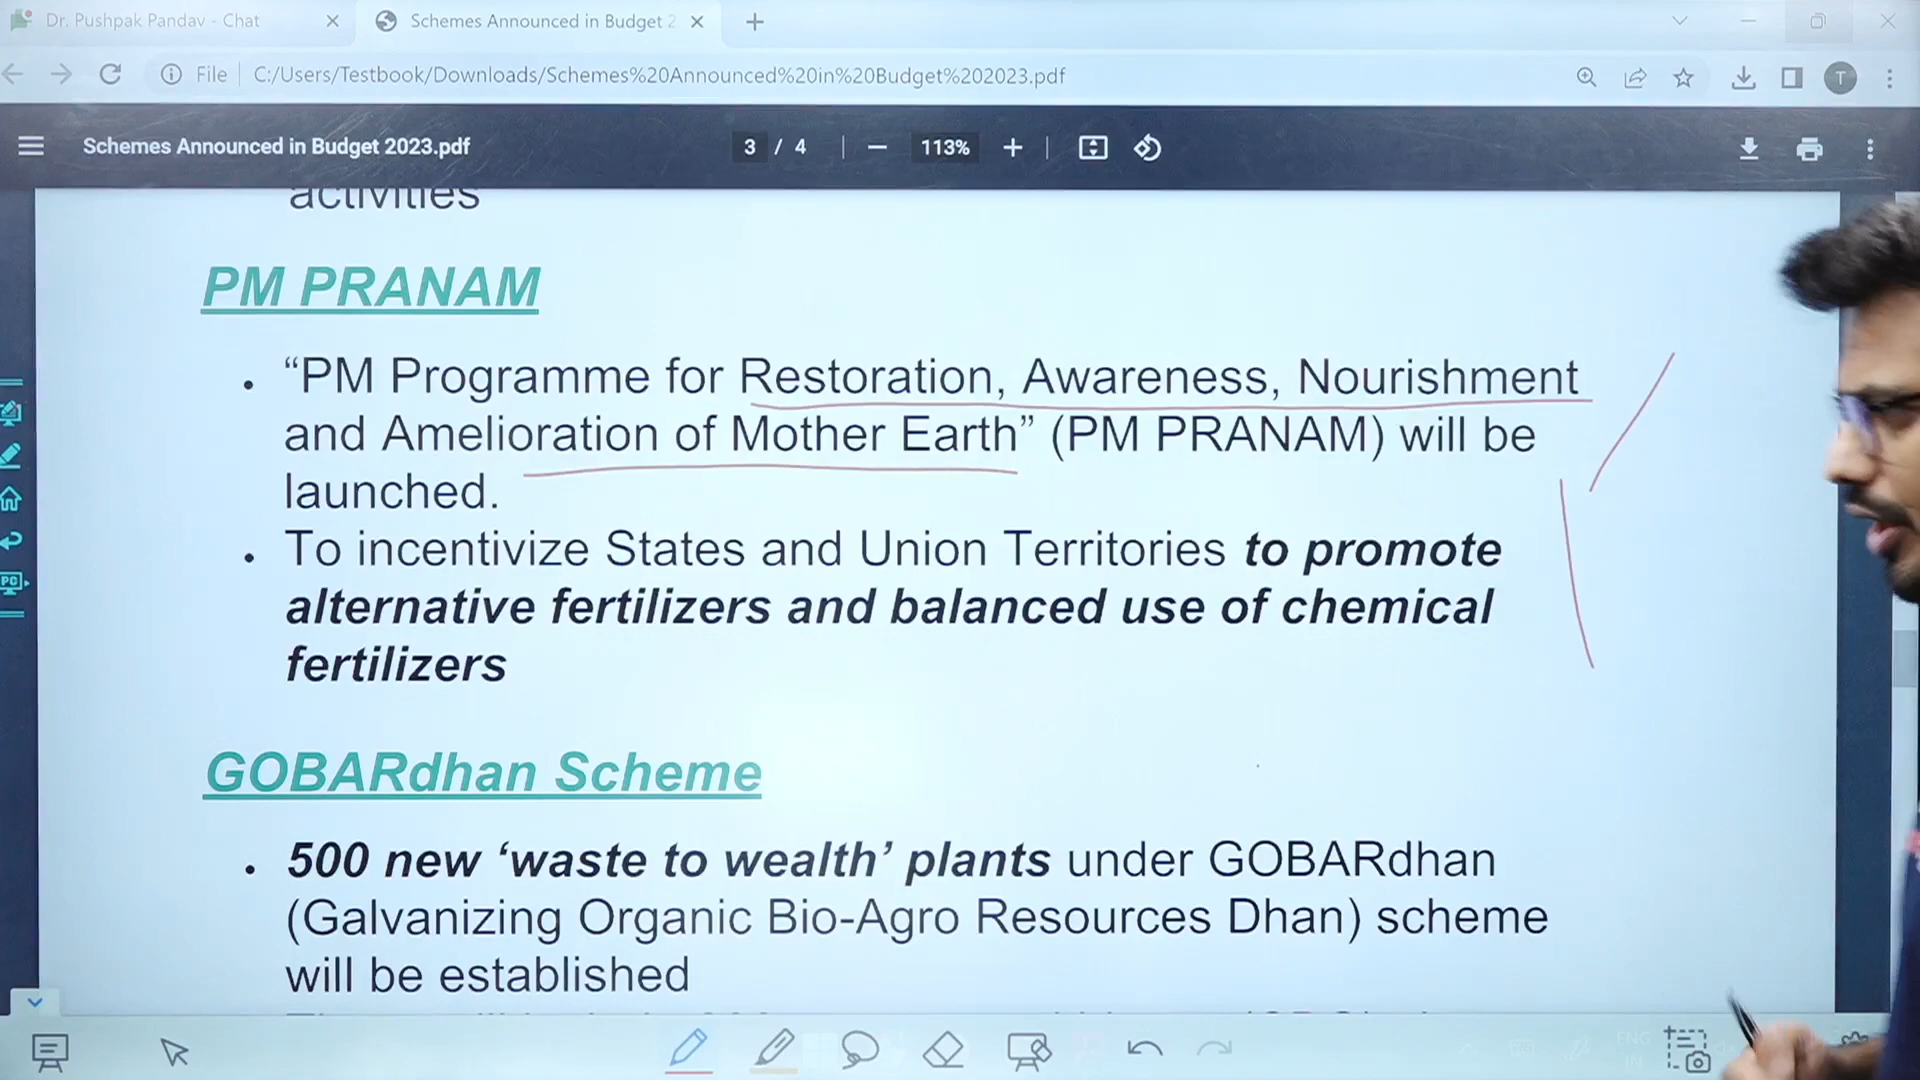 Dr. Pushpak Pandav - Chat
Schemes Announced in Budget 2
File
C:/Users/Testbook/Downloads/Schemes%20Announced%20in%20Budget%202023.pdf
T
Schemes Announced in Budget 2023.pdf
3 / 4
113%
activities
PM PRANAM
• “PM Programme for Restoration, Awareness, Nourishment
and Amelioration of Mother Earth” (PM PRANAM) will be
launched.
• To incentivize States and Union Territories to promote
alternative fertilizers and balanced use of chemical
fertilizers
GOBARdhan Scheme
• 500 new ‘waste to wealth’ plants under GOBARdhan
(Galvanizing Organic Bio-Agro Resources Dhan) scheme
will be established
PC
ENG
IN